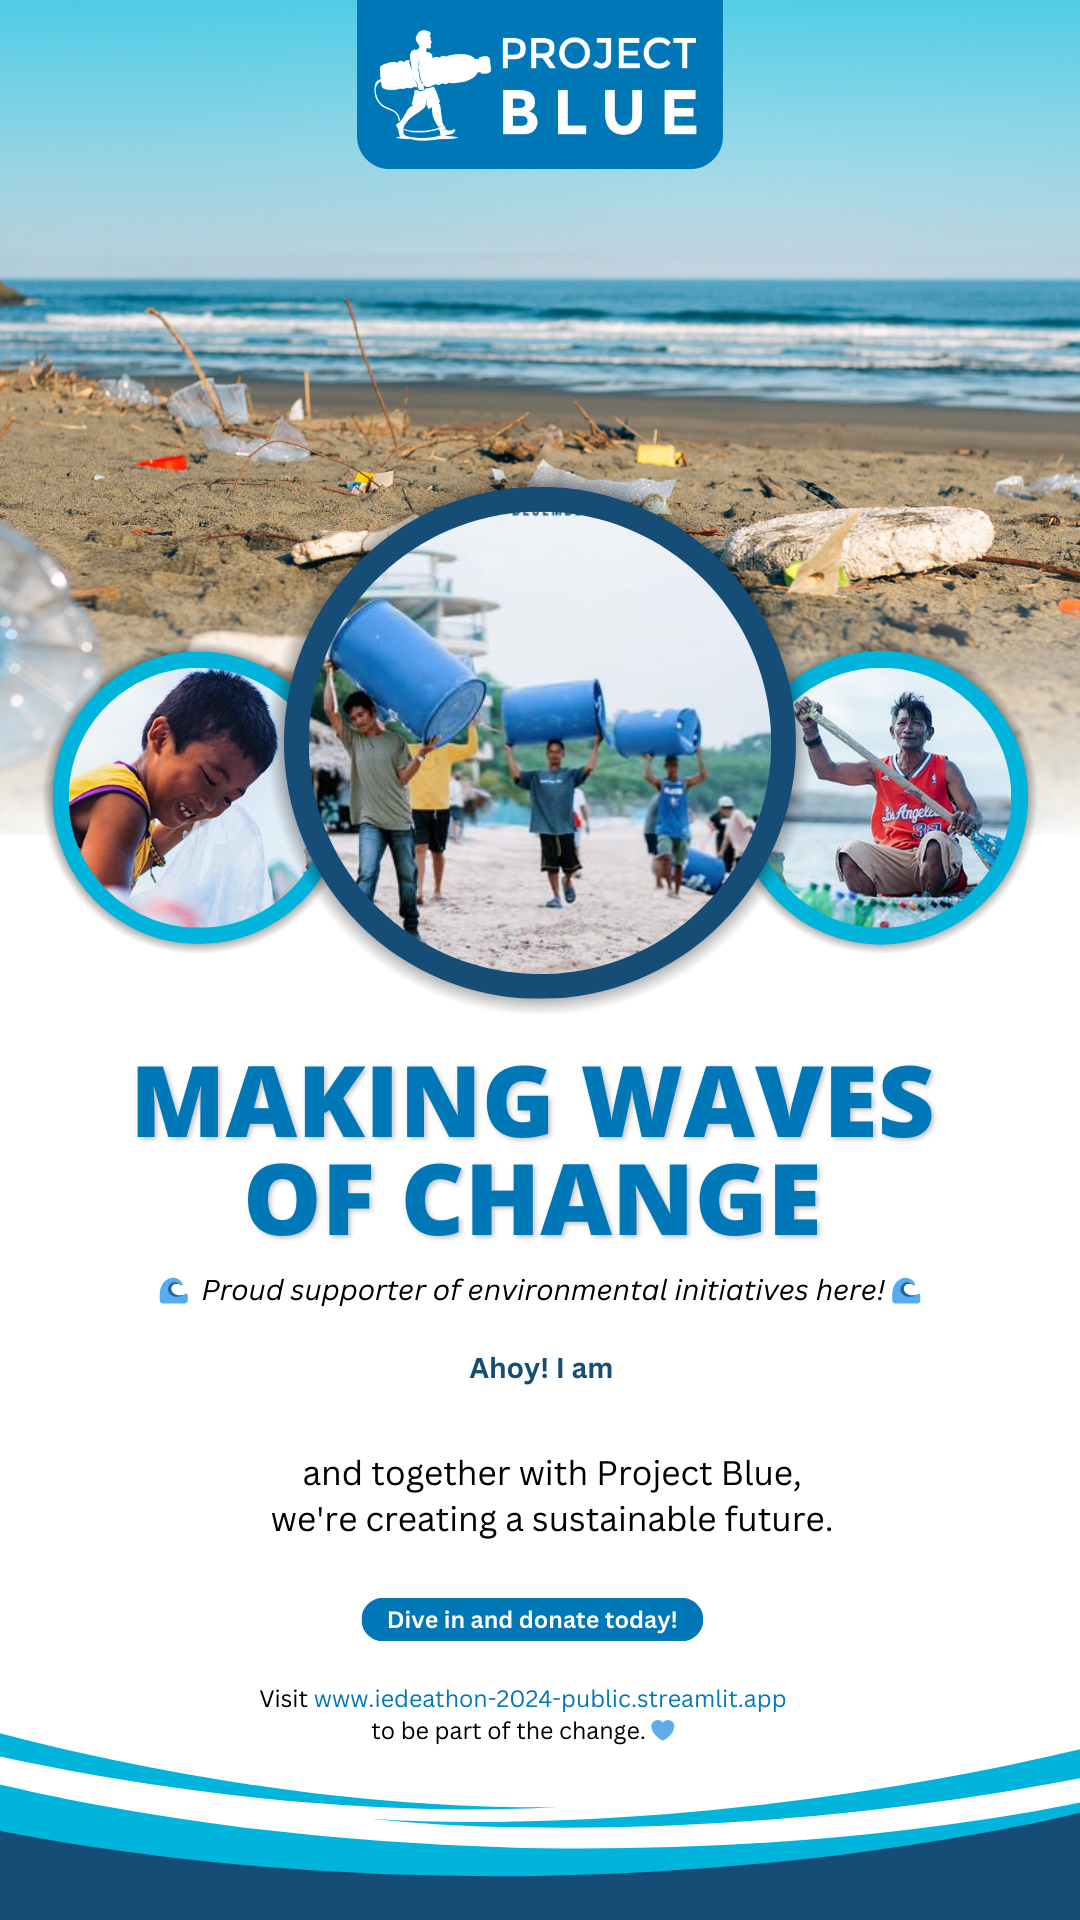 PROJECT
BLUE
Los Angeles
MAKING WAVES
OF CHANGE
🌊 Proud supporter of environmental initiatives here! 🌊
Ahoy! I am
and together with Project Blue,
we're creating a sustainable future.
Dive in and donate today!
Visit www.iedeathon-2024-public.streamlit.app
to be part of the change. 💙